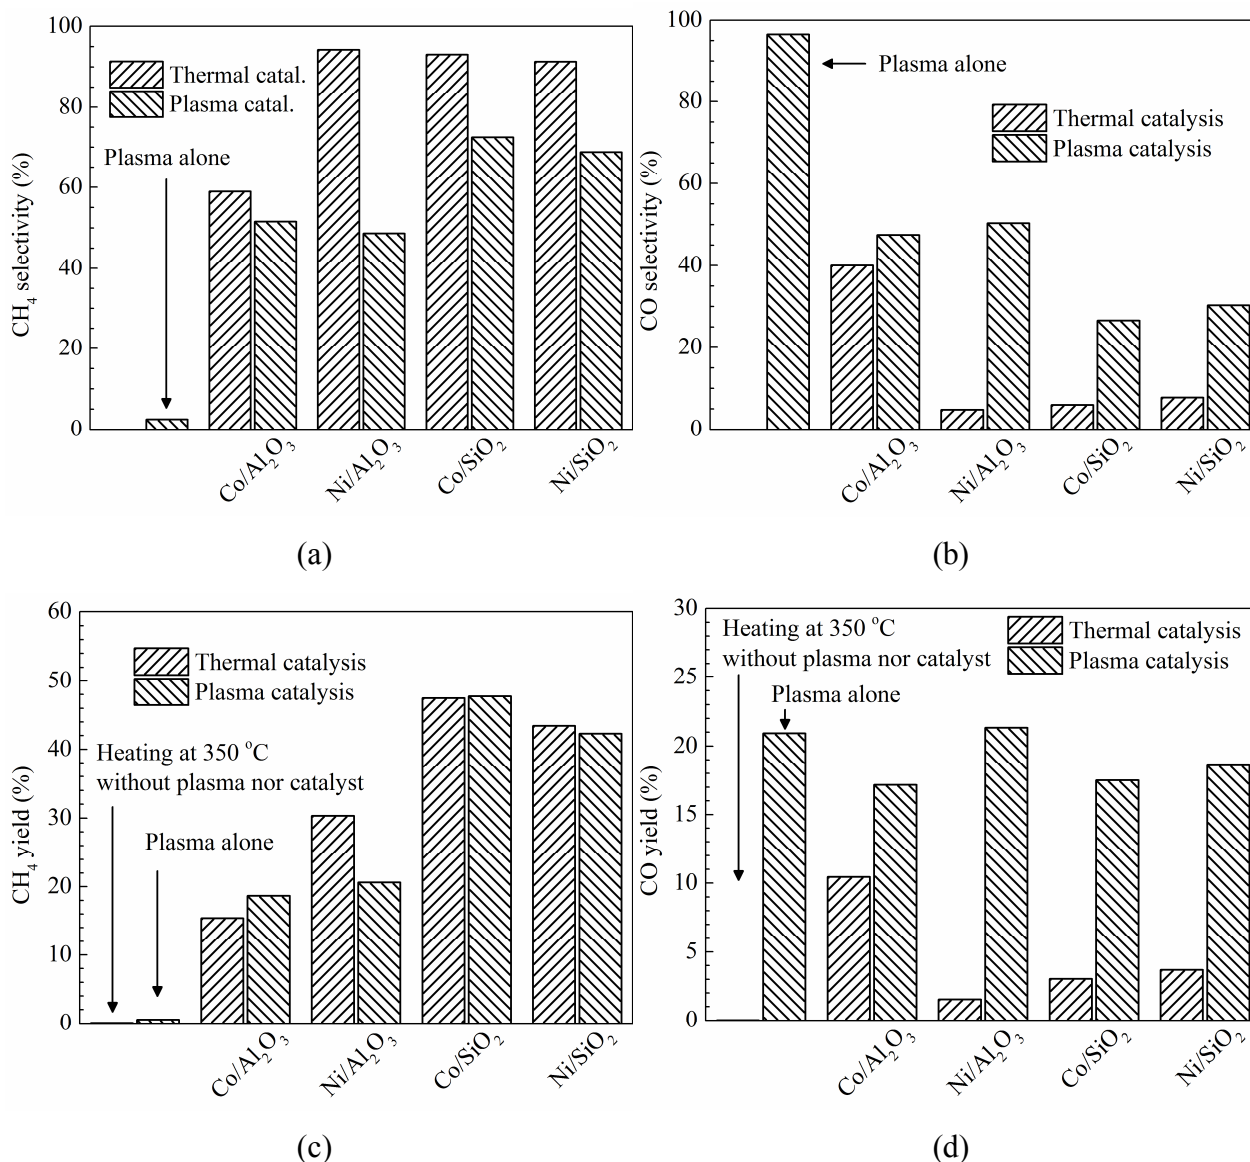 100
80
60
40
20
0
CH₄ selectivity (%)
Thermal catal.
Plasma catal.
Plasma alone
Co/Al₂O₃
Ni/Al₂O₃
Co/SiO₂
Ni/SiO₂
(a)
100
80
60
40
20
0
CO selectivity (%)
Plasma alone
Thermal catalysis
Plasma catalysis
Co/Al₂O₃
Ni/Al₂O₃
Co/SiO₂
Ni/SiO₂
(b)
60
50
40
30
20
10
0
CH₄ yield (%)
Thermal catalysis
Plasma catalysis
Heating at 350 °C
without plasma nor catalyst
Plasma alone
Co/Al₂O₃
Ni/Al₂O₃
Co/SiO₂
Ni/SiO₂
(c)
30
25
20
15
10
5
0
CO yield (%)
Heating at 350 °C
without plasma nor catalyst
Plasma alone
Thermal catalysis
Plasma catalysis
Co/Al₂O₃
Ni/Al₂O₃
Co/SiO₂
Ni/SiO₂
(d)